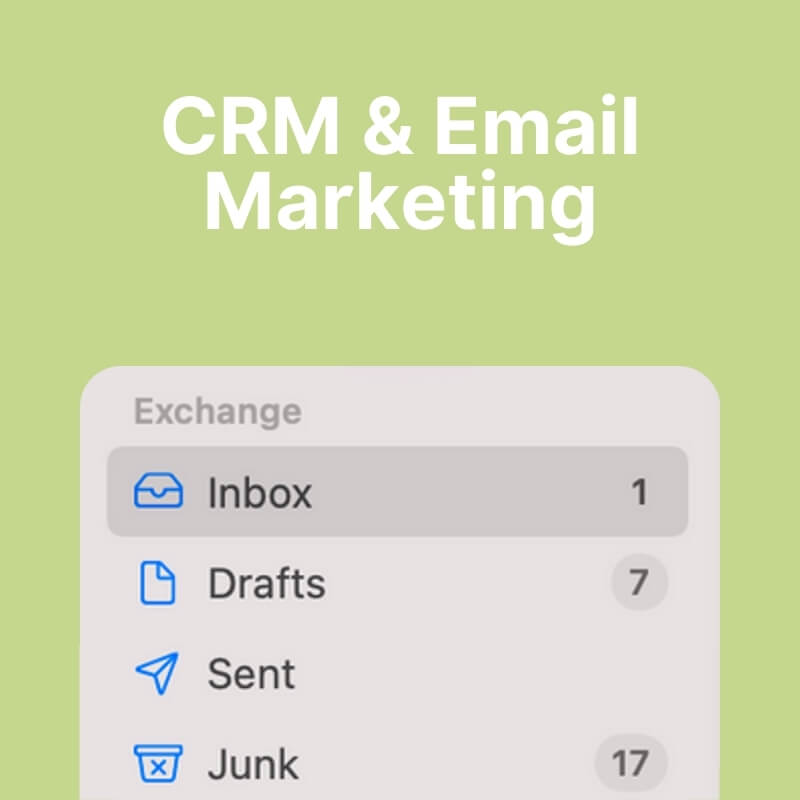 CRM & Email
Marketing
Exchange
Inbox 1
Drafts 7
Sent
Junk 17